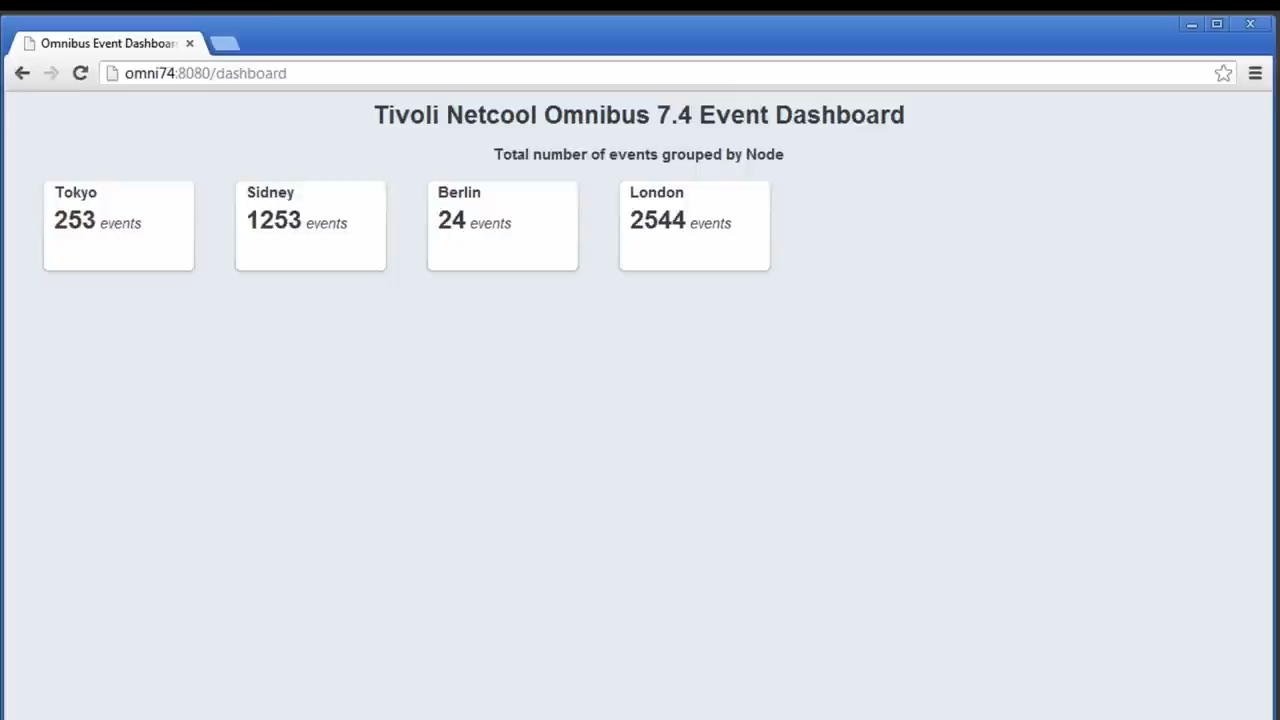 Omnibus Event Dashboar
omni74:8080/dashboard
Tivoli Netcool Omnibus 7.4 Event Dashboard
Total number of events grouped by Node
Tokyo
253 events
Sidney
1253 events
Berlin
24 events
London
2544 events